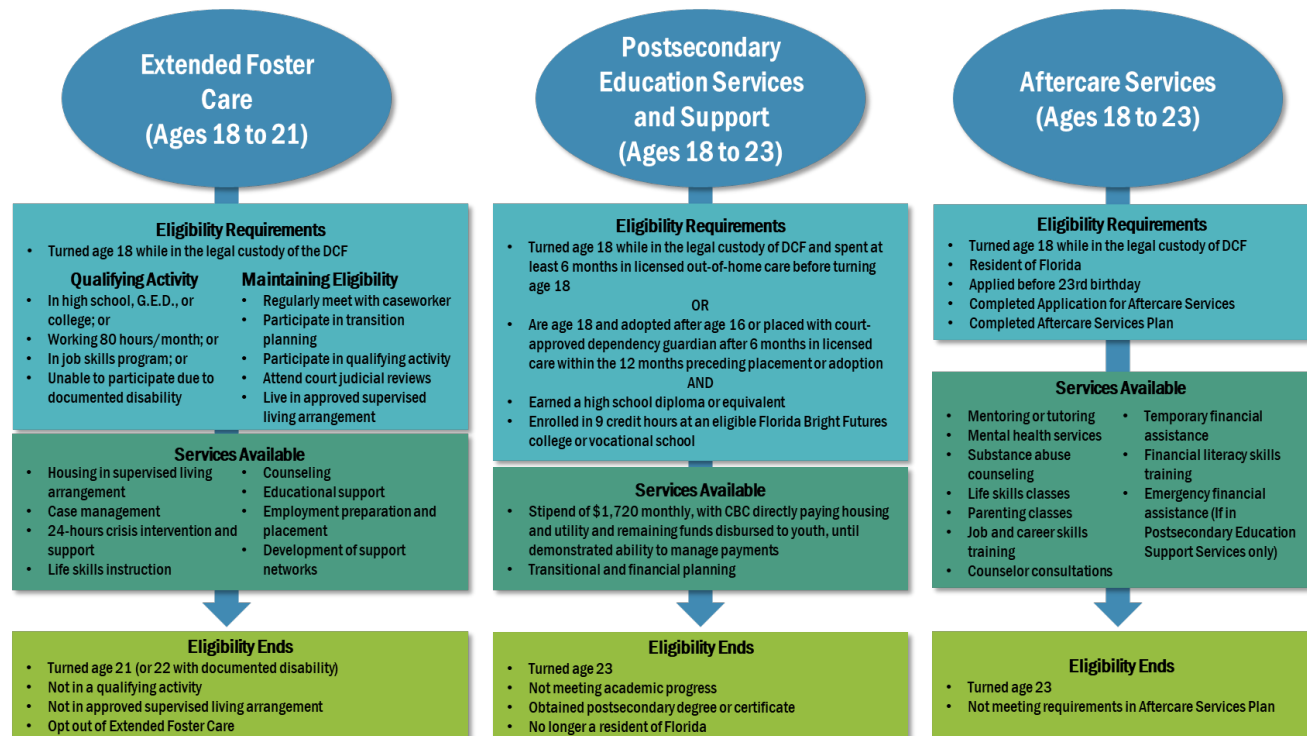 Extended Foster
Care
(Ages 18 to 21)
Eligibility Requirements
• Turned age 18 while in the legal custody of the DCF
Qualifying Activity
• In high school, G.E.D., or
college; or
• Working 80 hours/month; or
• In job skills program; or
• Unable to participate due to
documented disability
Maintaining Eligibility
• Regularly meet with caseworker
• Participate in transition
planning
• Participate in qualifying activity
• Attend court judicial reviews
• Live in approved supervised
living arrangement
Services Available
• Housing in supervised living
arrangement
• Case management
• 24-hours crisis intervention and
support
• Life skills instruction
• Counseling
• Educational support
• Employment preparation and
placement
• Development of support
networks
Eligibility Ends
• Turned age 21 (or 22 with documented disability)
• Not in a qualifying activity
• Not in approved supervised living arrangement
• Opt out of Extended Foster Care
Postsecondary
Education Services
and Support
(Ages 18 to 23)
Eligibility Requirements
• Turned age 18 while in the legal custody of DCF and spent at
least 6 months in licensed out-of-home care before turning
age 18
OR
• Are age 18 and adopted after age 16 or placed with court-
approved dependency guardian after 6 months in licensed
care within the 12 months preceding placement or adoption
AND
• Earned a high school diploma or equivalent
• Enrolled in 9 credit hours at an eligible Florida Bright Futures
college or vocational school
Services Available
• Stipend of $1,720 monthly, with CBC directly paying housing
and utility and remaining funds disbursed to youth, until
demonstrated ability to manage payments
• Transitional and financial planning
Eligibility Ends
• Turned age 23
• Not meeting academic progress
• Obtained postsecondary degree or certificate
• No longer a resident of Florida
Aftercare Services
(Ages 18 to 23)
Eligibility Requirements
• Turned age 18 while in the legal custody of DCF
• Resident of Florida
• Applied before 23rd birthday
• Completed Application for Aftercare Services
• Completed Aftercare Services Plan
Services Available
• Mentoring or tutoring
• Mental health services
• Substance abuse
counseling
• Life skills classes
• Parenting classes
• Job and career skills
training
• Counselor consultations
• Temporary financial
assistance
• Financial literacy skills
training
• Emergency financial
assistance (If in
Postsecondary Education
Support Services only)
Eligibility Ends
• Turned age 23
• Not meeting requirements in Aftercare Services Plan